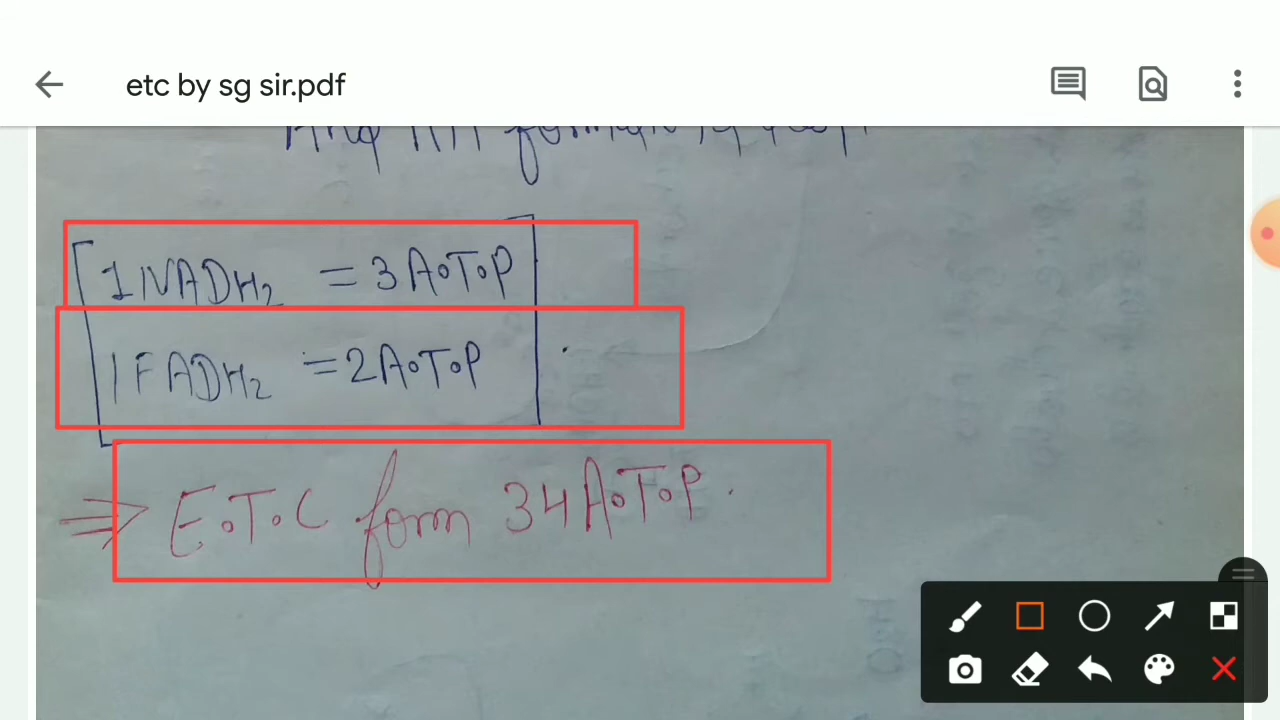 etc by sg sir.pdf
1 NADH2 = 3 A.T.P
1 FADH2 = 2 A.T.P
⇒ E.T.C form 34 A.T.P.